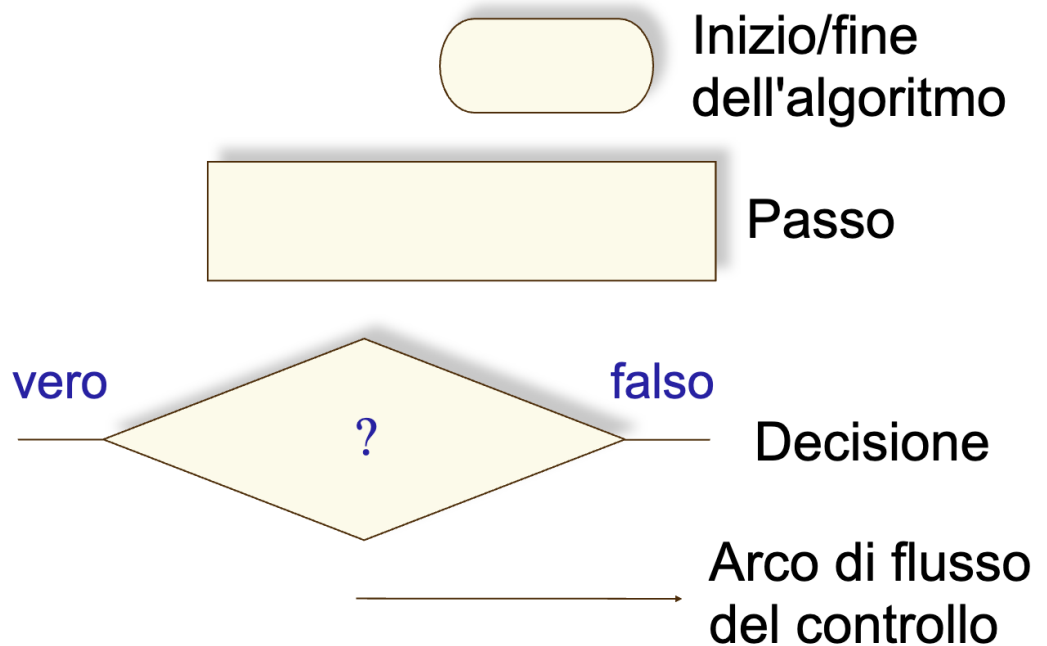 Inizio/fine
dell'algoritmo
Passo
vero
falso
?
Decisione
Arco di flusso
del controllo